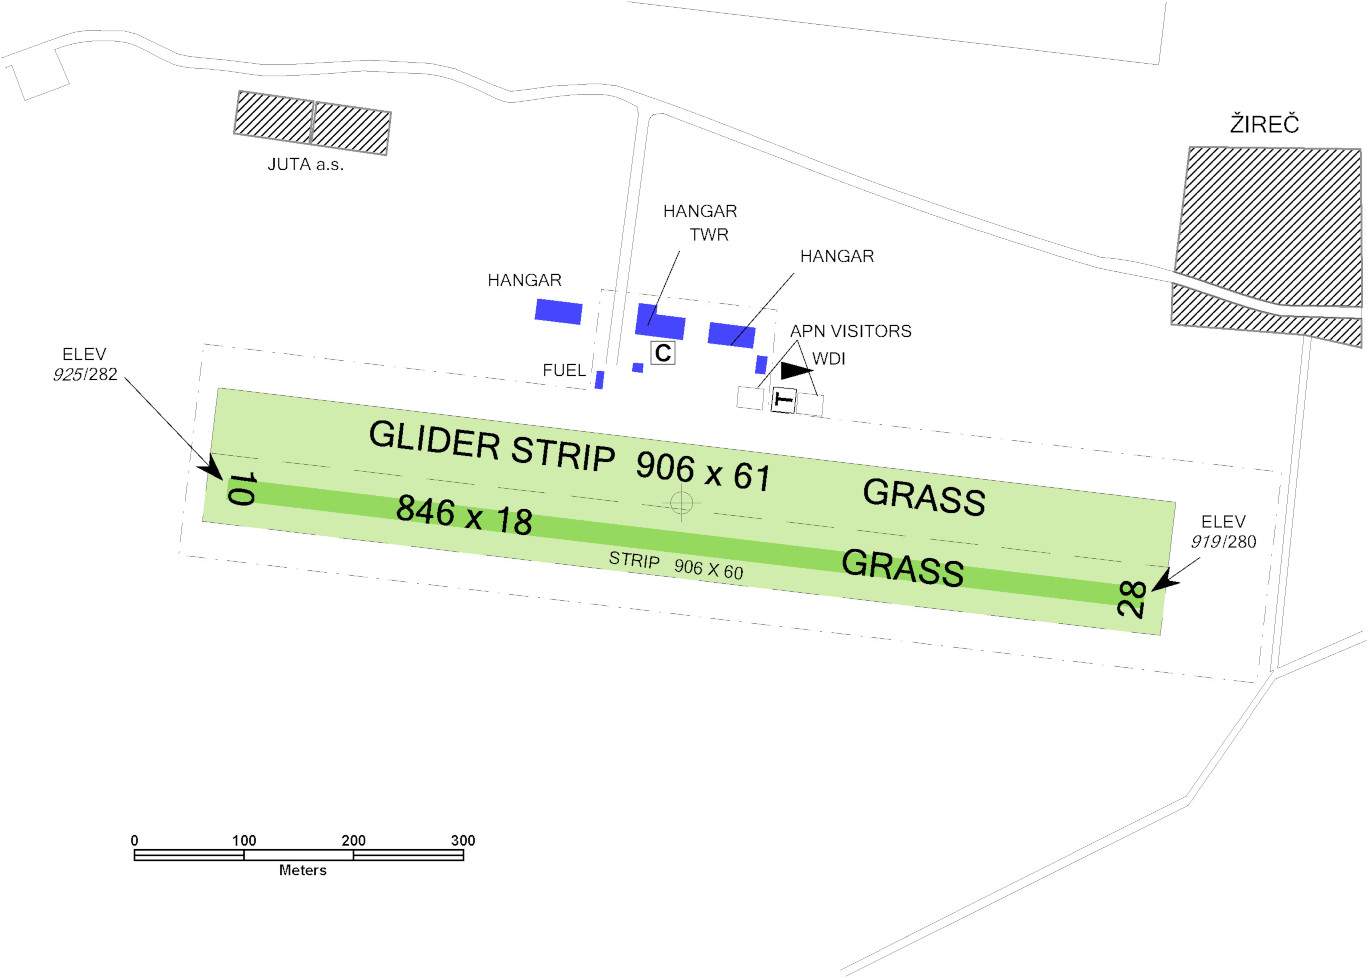 ŽIREČ
JUTA a.s.
HANGAR
TWR
HANGAR
HANGAR
APN VISITORS
C
WDI
ELEV
925/282
FUEL
T
GLIDER STRIP 906 x 61 GRASS
10
846 x 18 GRASS
STRIP 906 X 60
ELEV
919/280
28
0 100 200 300
Meters